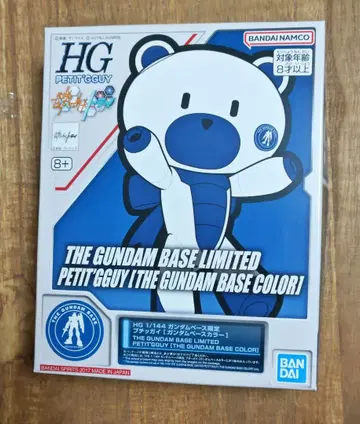 HG
PETIT'GGUY
BANDAI NAMCO
対象年齢
8才以上
8+
THE GUNDAM BASE
THE GUNDAM BASE LIMITED
PETIT'GGUY [THE GUNDAM BASE COLOR]
HG 1/144 ガンダムベース限定
プチッガイ [ガンダムベースカラー]
THE GUNDAM BASE LIMITED
PETIT'GGUY [THE GUNDAM BASE COLOR]
BAN
DAI
BANDAI SPIRITS 2017 MADE IN JAPAN